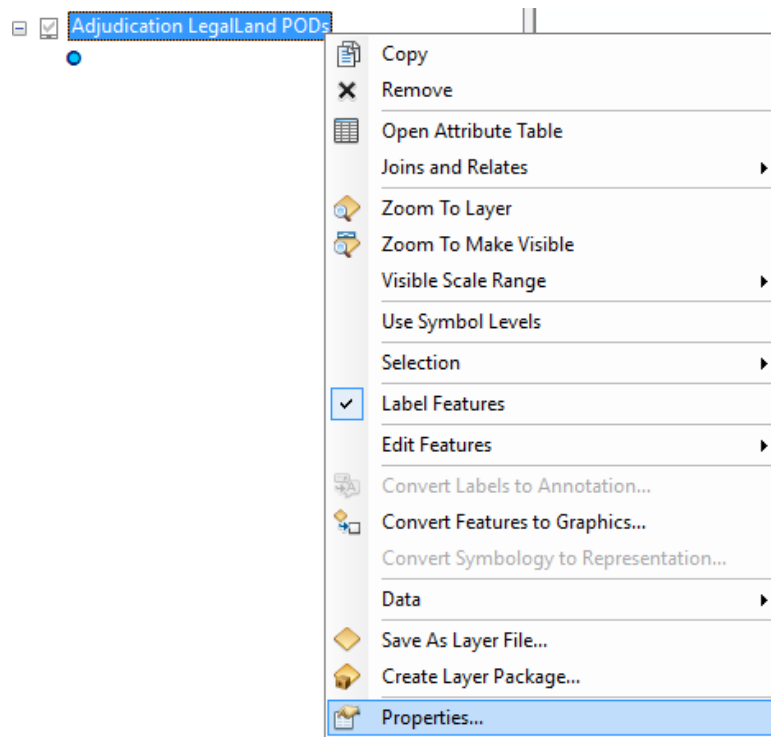 Adjudication LegalLand PODs
Copy
Remove
Open Attribute Table
Joins and Relates
Zoom To Layer
Zoom To Make Visible
Visible Scale Range
Use Symbol Levels
Selection
Label Features
Edit Features
Convert Labels to Annotation...
Convert Features to Graphics...
Convert Symbology to Representation...
Data
Save As Layer File...
Create Layer Package...
Properties...